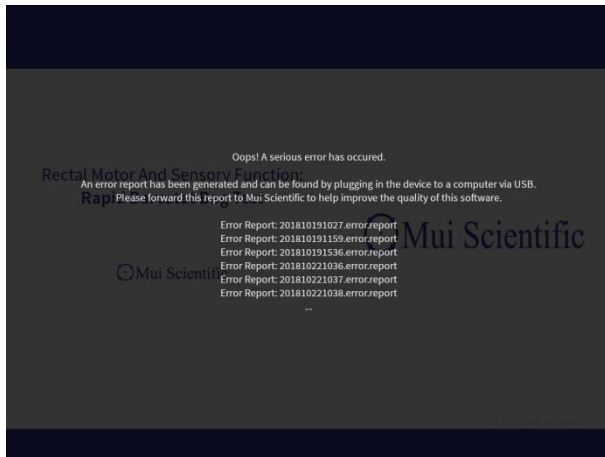 Oops! A serious error has occured.
Rectal Motor And Sensory Function:
An error report has been generated and can be found by plugging in the device to a computer via USB.
Rapid Barostat Bag Test
Please forward this report to Mui Scientific to help improve the quality of this software.
Error Report: 201810191027.error.report
Mui Scientific
Error Report: 201810191159.error.report
Error Report: 201810191536.error.report
Error Report: 201810221036.error.report
Mui Scientific
Error Report: 201810221037.error.report
Error Report: 201810221038.error.report
...